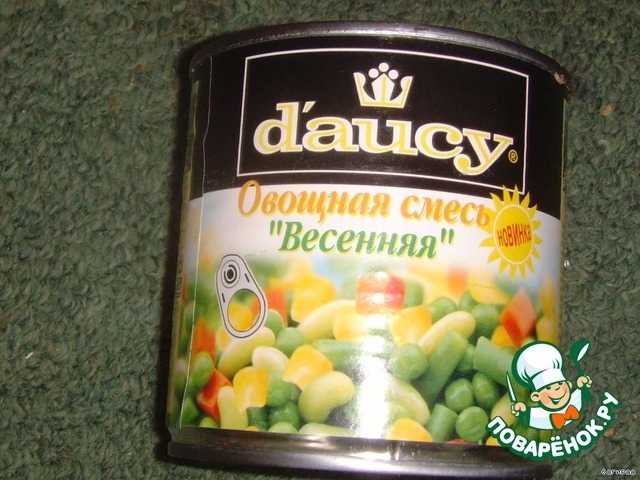 d'aucy®
Овощная смесь
"Весенняя"
НОВИНКА
ПОВАРЁНОК.РУ